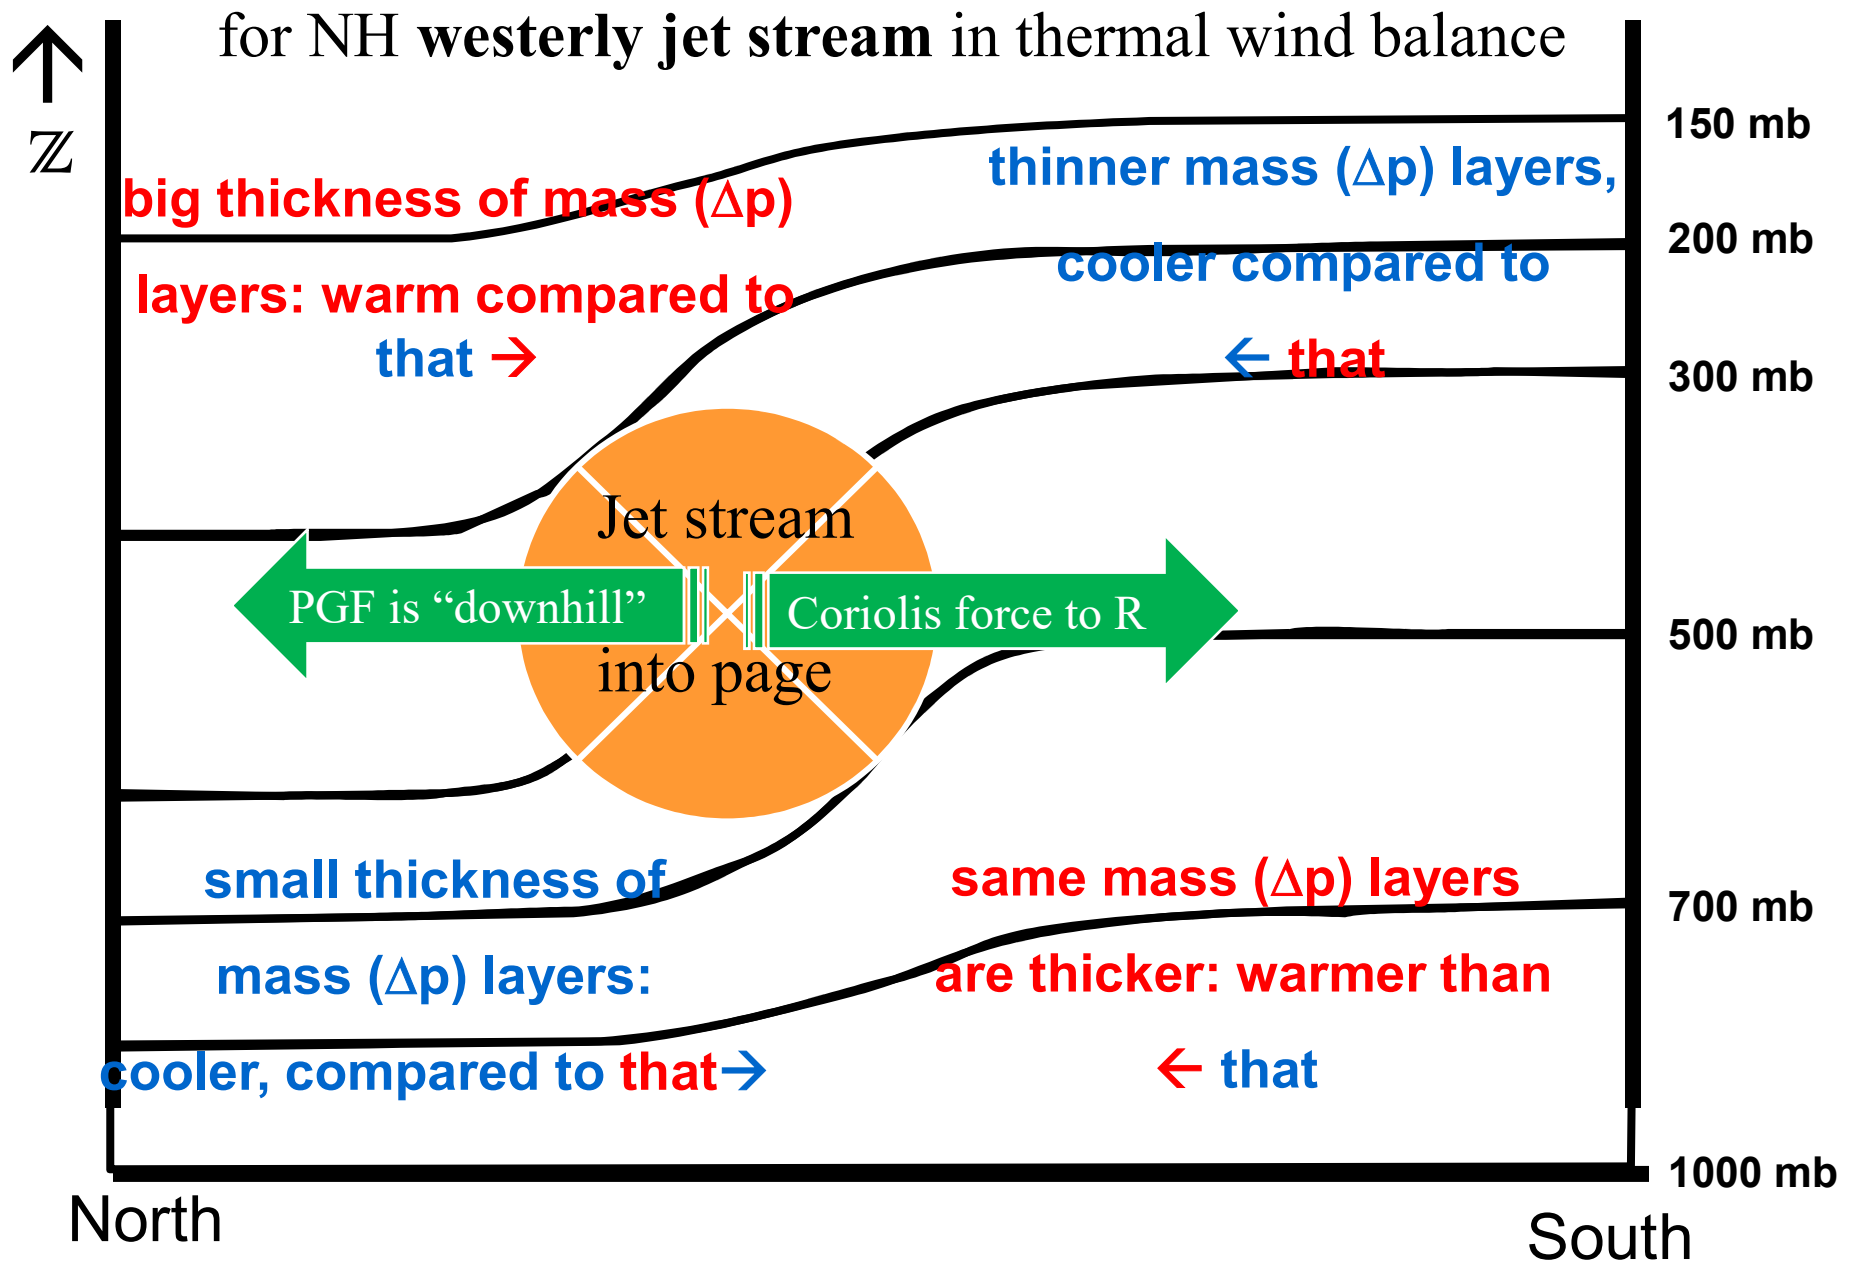 for NH westerly jet stream in thermal wind balance
ℤ
150 mb
thinner mass (Δp) layers,
big thickness of mass (Δp)
200 mb
cooler compared to
layers: warm compared to
that →
← that
300 mb
Jet stream
PGF is “downhill”
Coriolis force to R
500 mb
into page
small thickness of
same mass (Δp) layers
700 mb
mass (Δp) layers:
are thicker: warmer than
cooler, compared to that→
← that
1000 mb
North
South